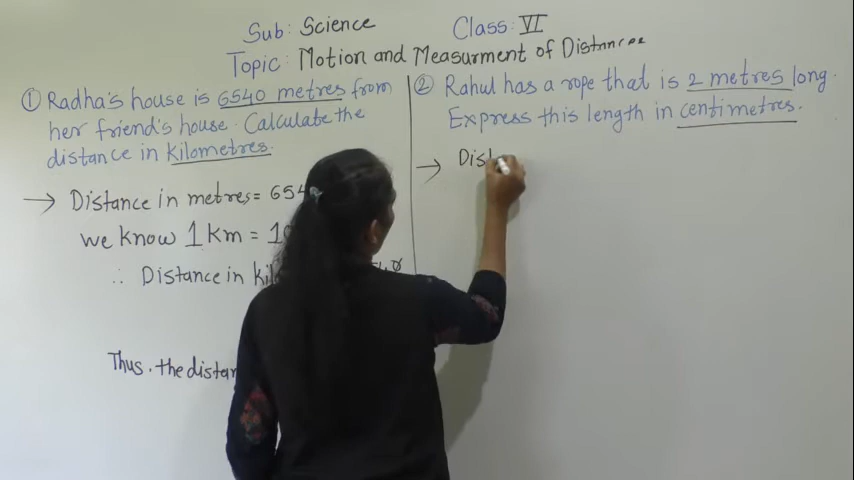 Sub: Science Class: VI
Topic: Motion and Measurment of Distances
① Radha's house is 6540 metres from
her friend's house. Calculate the
distance in kilometres.
→ Distance in metres = 654
we know 1 Km = 1
∴ Distance in kil
Thus, the distan
② Rahul has a rope that is 2 metres long.
Express this length in centimetres.
→ Dist